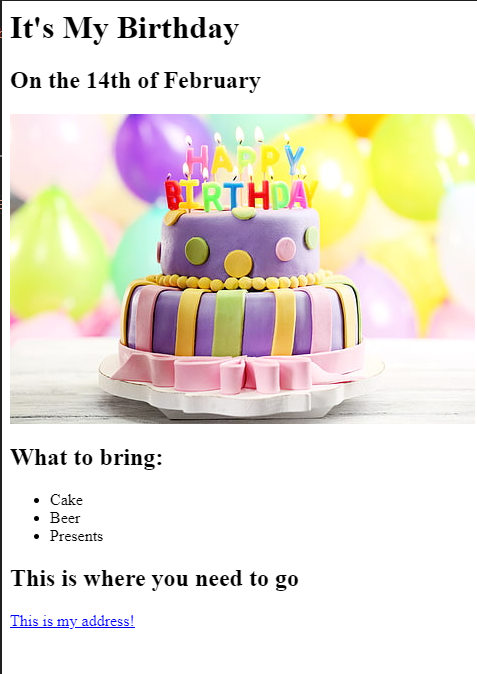 It's My Birthday
On the 14th of February
HAPPY
BIRTHDAY
What to bring:
Cake
Beer
Presents
This is where you need to go
This is my address!